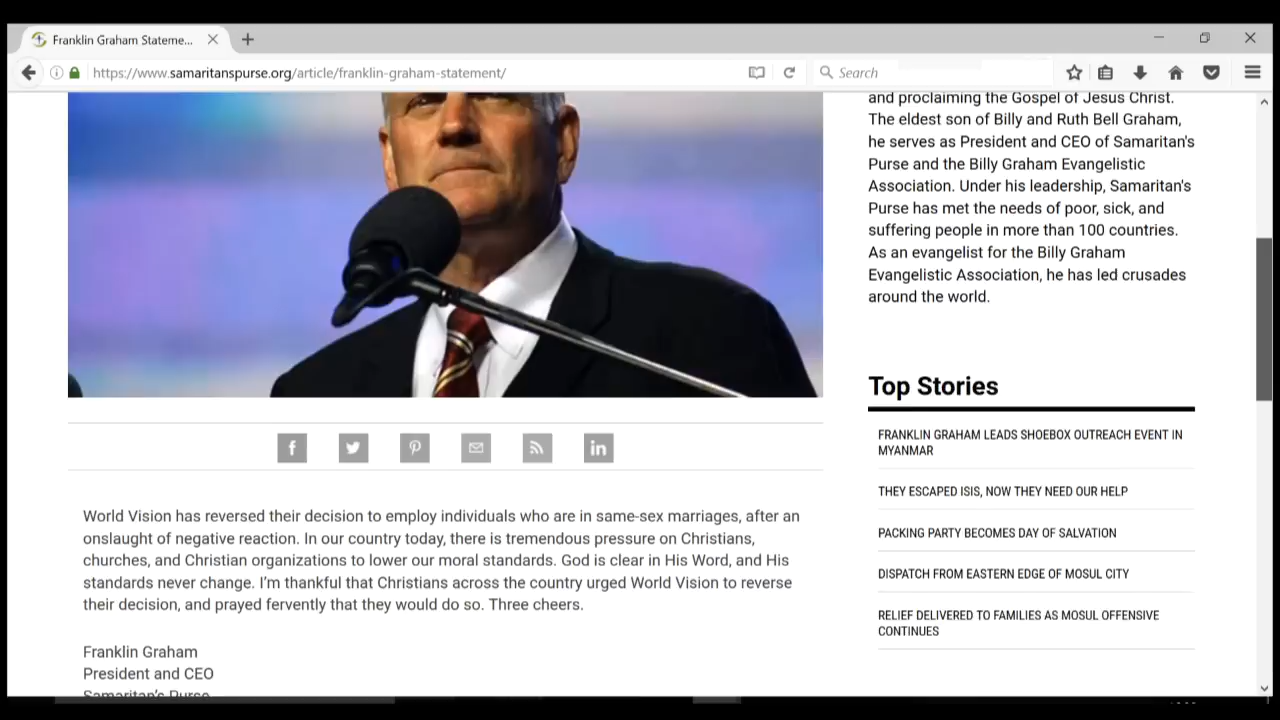 Franklin Graham Stateme...
https://www.samaritanspurse.org/article/franklin-graham-statement/
Search
and proclaiming the Gospel of Jesus Christ.
The eldest son of Billy and Ruth Bell Graham,
he serves as President and CEO of Samaritan's
Purse and the Billy Graham Evangelistic
Association. Under his leadership, Samaritan's
Purse has met the needs of poor, sick, and
suffering people in more than 100 countries.
As an evangelist for the Billy Graham
Evangelistic Association, he has led crusades
around the world.
Top Stories
FRANKLIN GRAHAM LEADS SHOEBOX OUTREACH EVENT IN
MYANMAR
THEY ESCAPED ISIS, NOW THEY NEED OUR HELP
PACKING PARTY BECOMES DAY OF SALVATION
DISPATCH FROM EASTERN EDGE OF MOSUL CITY
RELIEF DELIVERED TO FAMILIES AS MOSUL OFFENSIVE
CONTINUES
World Vision has reversed their decision to employ individuals who are in same-sex marriages, after an
onslaught of negative reaction. In our country today, there is tremendous pressure on Christians,
churches, and Christian organizations to lower our moral standards. God is clear in His Word, and His
standards never change. I'm thankful that Christians across the country urged World Vision to reverse
their decision, and prayed fervently that they would do so. Three cheers.
Franklin Graham
President and CEO
Samaritan's Purse